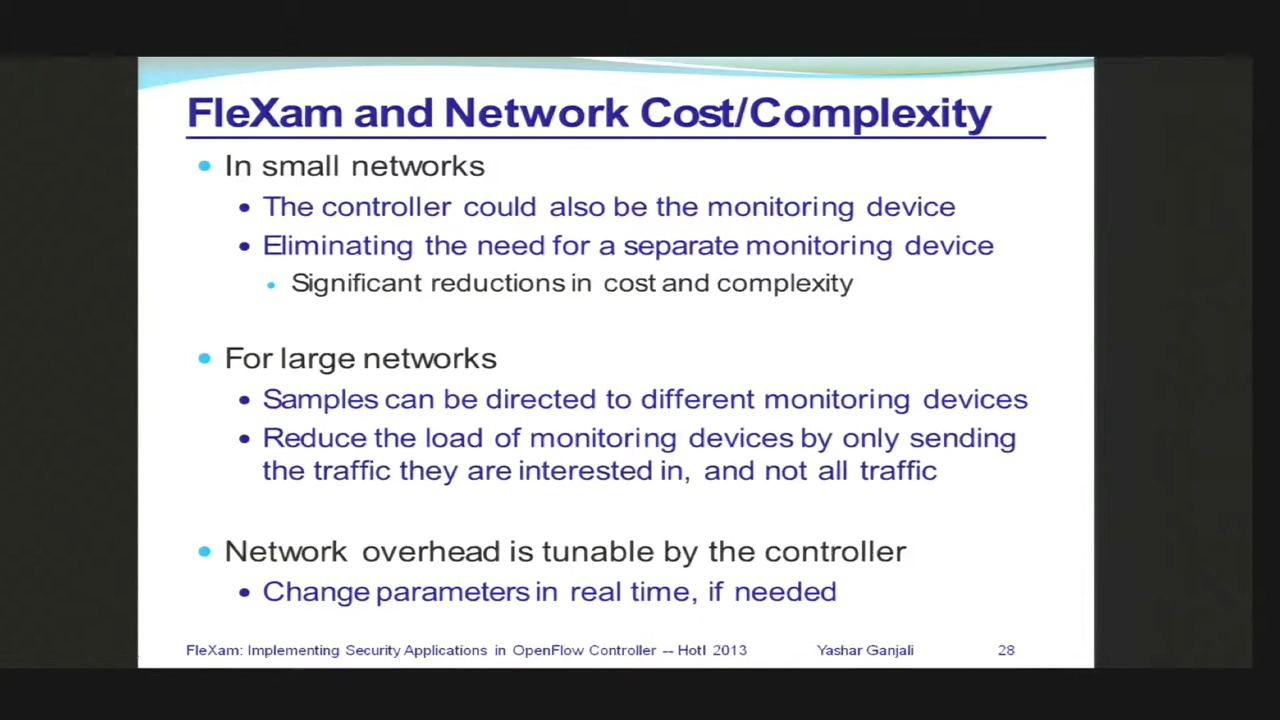 FleXam and Network Cost/Complexity
In small networks
The controller could also be the monitoring device
Eliminating the need for a separate monitoring device
Significant reductions in cost and complexity
For large networks
Samples can be directed to different monitoring devices
Reduce the load of monitoring devices by only sending
the traffic they are interested in, and not all traffic
Network overhead is tunable by the controller
Change parameters in real time, if needed
FleXam: Implementing Security Applications in OpenFlow Controller -- HotI 2013 Yashar Ganjali 28